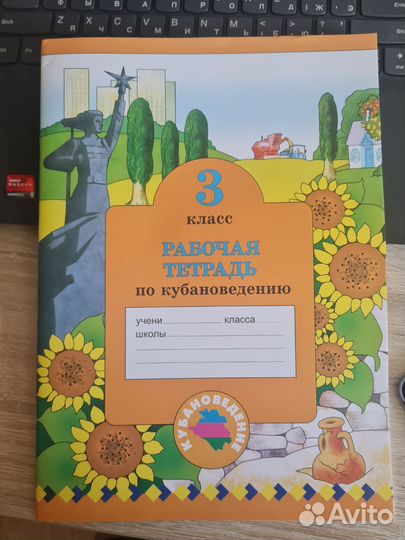 3
класс
РАБОЧАЯ
ТЕТРАДЬ
по кубановедению
учени класса
школы
КУБАНОВЕДЕНИЕ
Avito